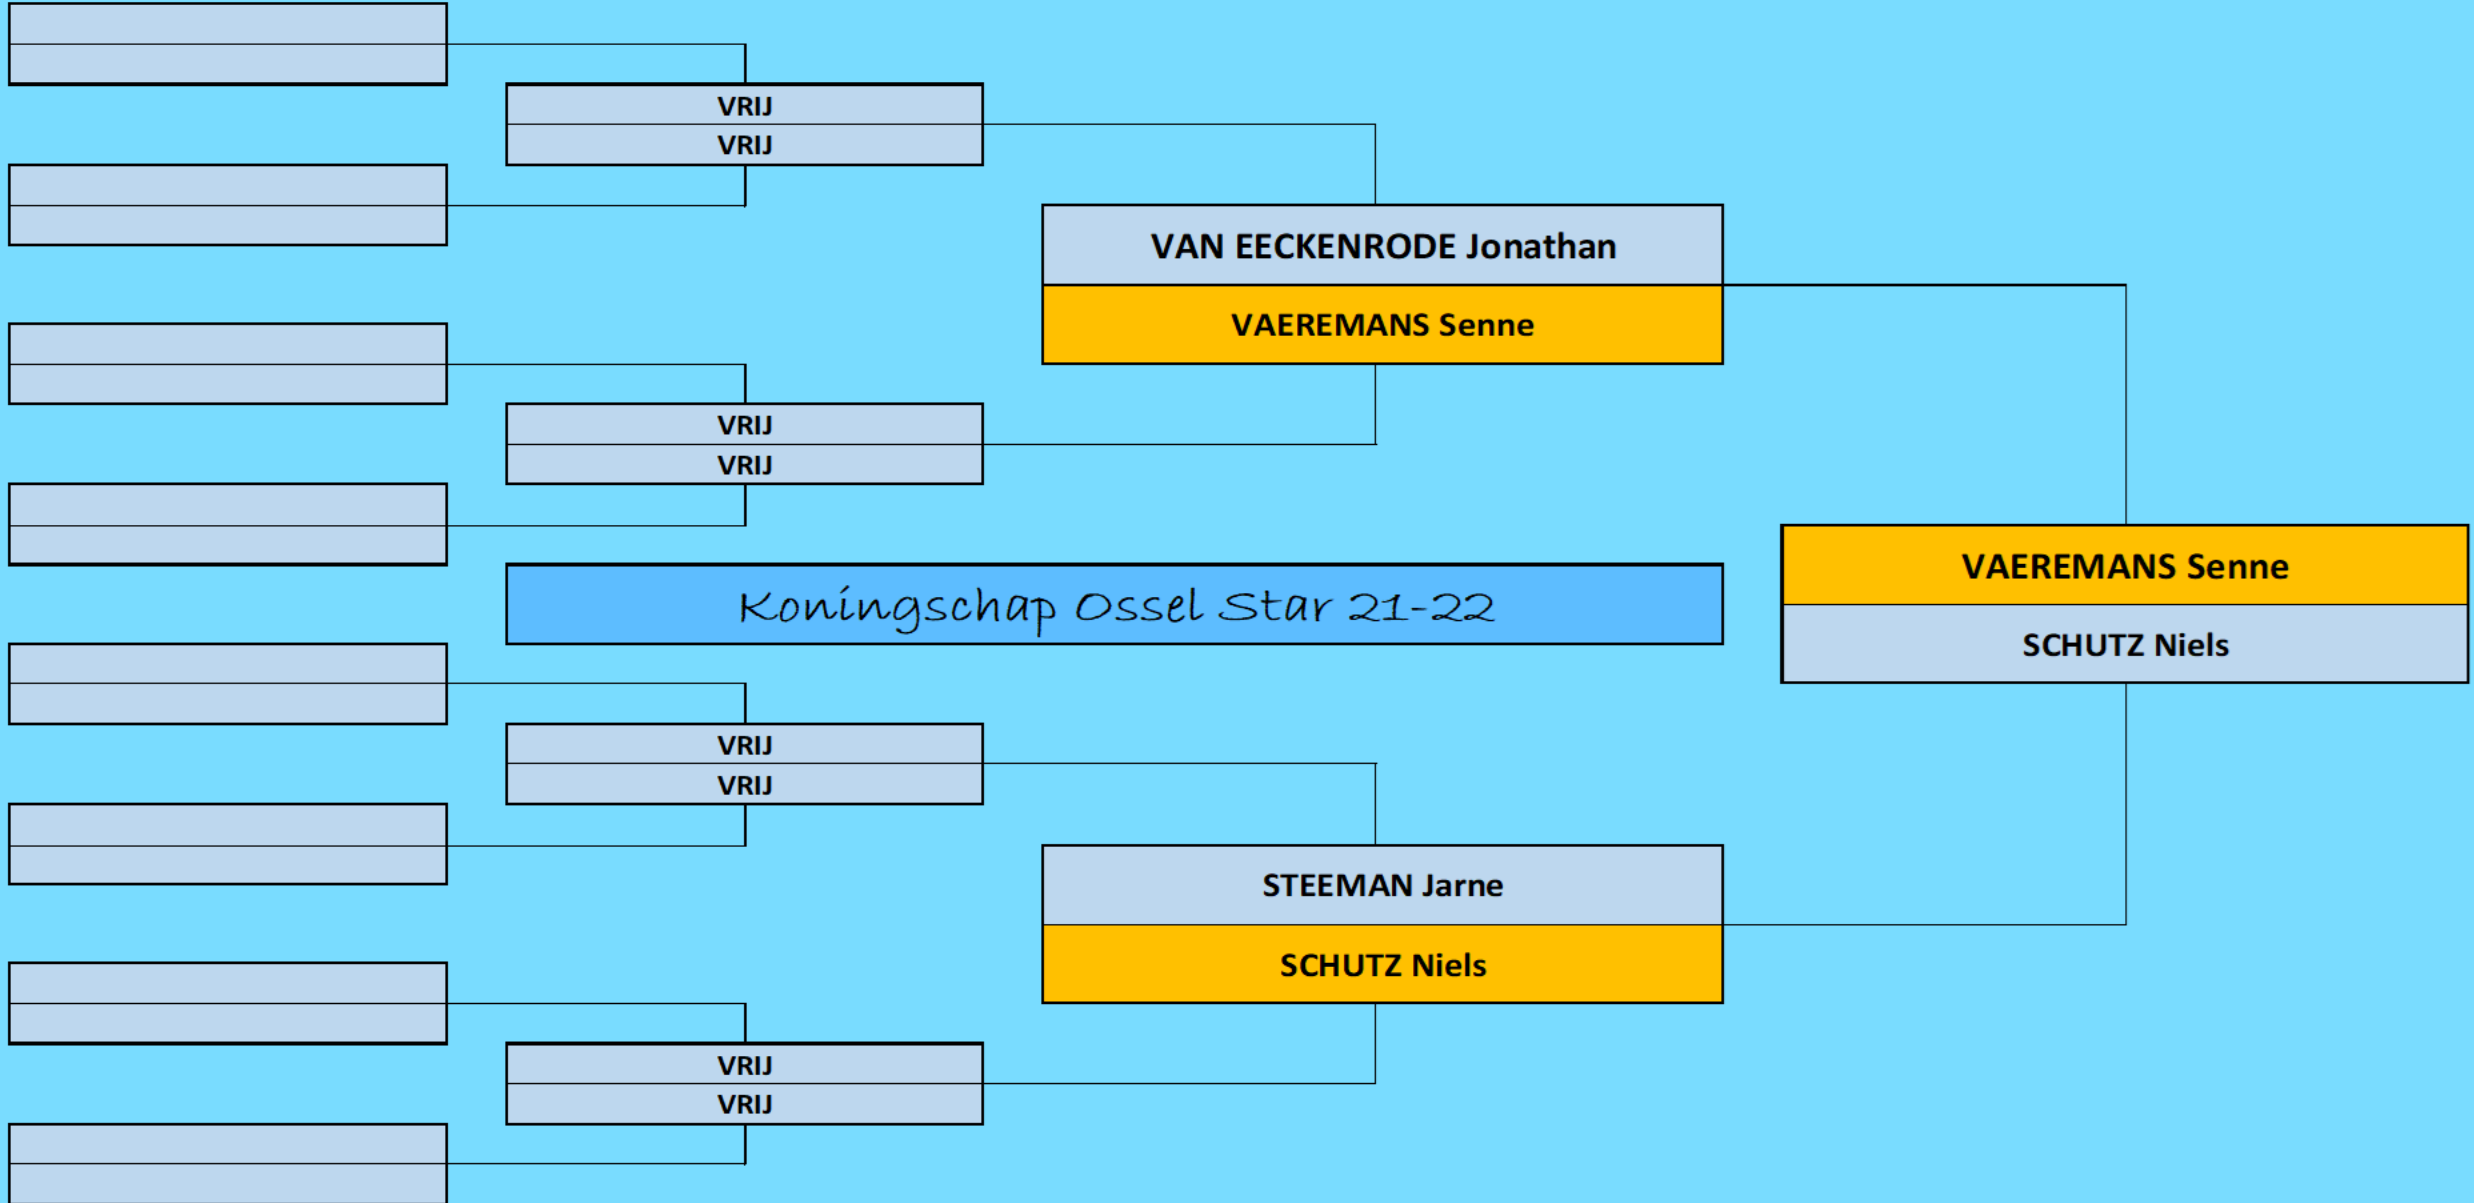 VRIJ
VRIJ
VAN EECKENRODE Jonathan
VAEREMANS Senne
VRIJ
VRIJ
Koningschap Ossel Star 21-22
VAEREMANS Senne
SCHUTZ Niels
VRIJ
VRIJ
STEEMAN Jarne
SCHUTZ Niels
VRIJ
VRIJ